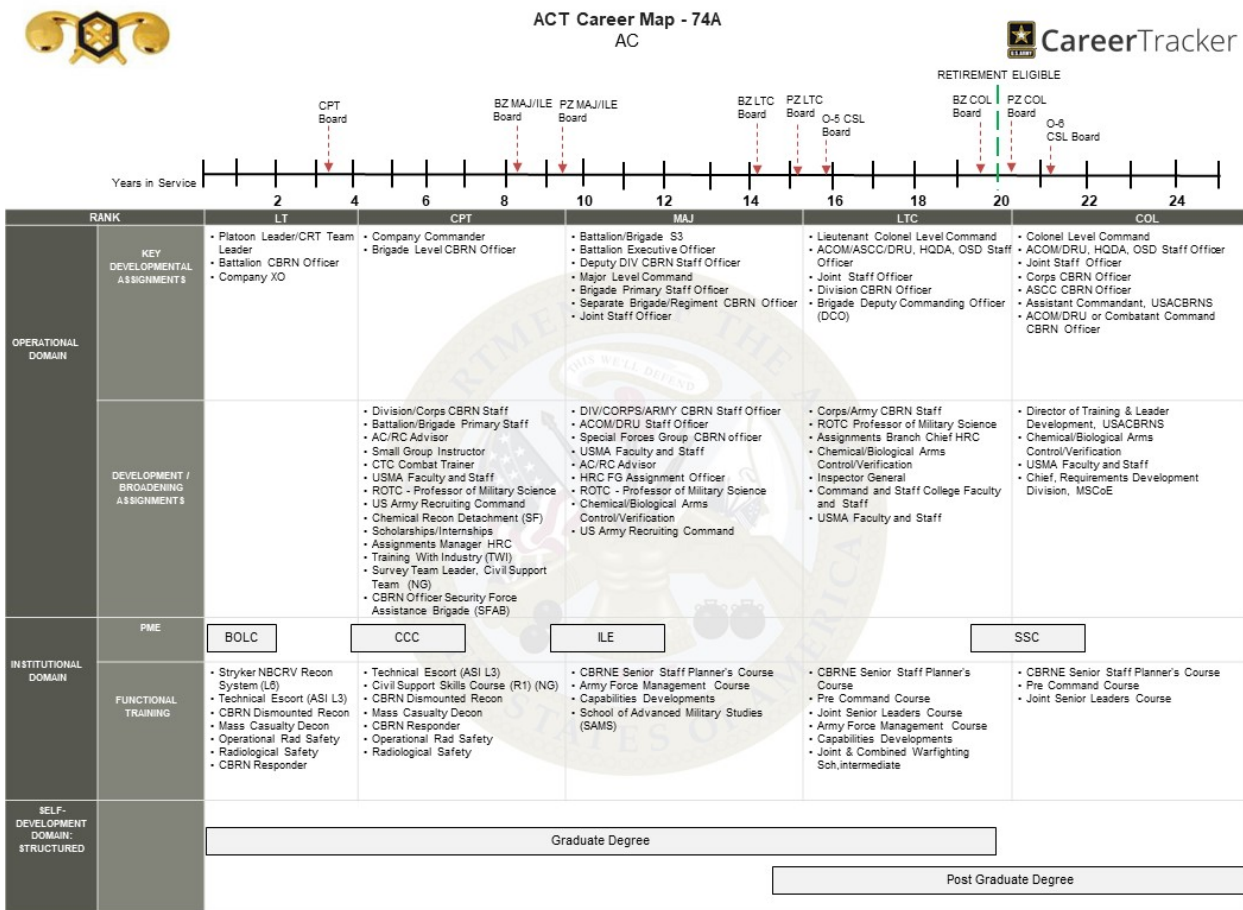 ACT Career Map - 74A
AC
U.S.ARMY
CareerTracker
RETIREMENT ELIGIBLE
CPT
Board
BZ MAJ/ILE
Board
PZ MAJ/ILE
Board
BZ LTC
Board
PZ LTC
Board
O-5 CSL
Board
BZ COL
Board
PZ COL
Board
O-6
CSL Board
Years in Service
2 4 6 8 10 12 14 16 18 20 22 24
RANK LT CPT MAJ LTC COL
OPERATIONAL
DOMAIN
KEY
DEVELOPMENTAL
ASSIGNMENTS
• Platoon Leader/CRT Team
Leader
• Battalion CBRN Officer
• Company XO
• Company Commander
• Brigade Level CBRN Officer
• Battalion/Brigade S3
• Battalion Executive Officer
• Deputy DIV CBRN Staff Officer
• Major Level Command
• Brigade Primary Staff Officer
• Separate Brigade/Regiment CBRN Officer
• Joint Staff Officer
• Lieutenant Colonel Level Command
• ACOM/ASCC/DRU, HQDA, OSD Staff
Officer
• Joint Staff Officer
• Division CBRN Officer
• Brigade Deputy Commanding Officer
(DCO)
• Colonel Level Command
• ACOM/DRU, HQDA, OSD Staff Officer
• Joint Staff Officer
• Corps CBRN Officer
• ASCC CBRN Officer
• Assistant Commandant, USACBRNS
• ACOM/DRU or Combatant Command
CBRN Officer
DEVELOPMENT /
BROADENING
ASSIGNMENTS
• Division/Corps CBRN Staff
• Battalion/Brigade Primary Staff
• AC/RC Advisor
• Small Group Instructor
• CTC Combat Trainer
• USMA Faculty and Staff
• ROTC - Professor of Military Science
• US Army Recruiting Command
• Chemical Recon Detachment (SF)
• Scholarships/Internships
• Assignments Manager HRC
• Training With Industry (TWI)
• Survey Team Leader, Civil Support
Team (NG)
• CBRN Officer Security Force
Assistance Brigade (SFAB)
• DIV/CORPS/ARMY CBRN Staff Officer
• ACOM/DRU Staff Officer
• Special Forces Group CBRN officer
• USMA Faculty and Staff
• AC/RC Advisor
• HRC FG Assignment Officer
• ROTC - Professor of Military Science
• Chemical/Biological Arms
Control/Verification
• US Army Recruiting Command
• Corps/Army CBRN Staff
• ROTC Professor of Military Science
• Assignments Branch Chief HRC
• Chemical/Biological Arms
Control/Verification
• Inspector General
• Command and Staff College Faculty
and Staff
• USMA Faculty and Staff
• Director of Training & Leader
Development, USACBRNS
• Chemical/Biological Arms
Control/Verification
• USMA Faculty and Staff
• Chief, Requirements Development
Division, MSCoE
DEPARTMENT OF THE ARMY
UNITED STATES OF AMERICA
THIS WE'LL DEFEND
INSTITUTIONAL
DOMAIN
PME
BOLC
CCC
ILE
SSC
FUNCTIONAL
TRAINING
• Stryker NBCRV Recon
System (L6)
• Technical Escort (ASI L3)
• CBRN Dismounted Recon
• Mass Casualty Decon
• Operational Rad Safety
• Radiological Safety
• CBRN Responder
• Technical Escort (ASI L3)
• Civil Support Skills Course (R1) (NG)
• CBRN Dismounted Recon
• Mass Casualty Decon
• CBRN Responder
• Operational Rad Safety
• Radiological Safety
• CBRNE Senior Staff Planner's Course
• Army Force Management Course
• Capabilities Developments
• School of Advanced Military Studies
(SAMS)
• CBRNE Senior Staff Planner's
Course
• Pre Command Course
• Joint Senior Leaders Course
• Army Force Management Course
• Capabilities Developments
• Joint & Combined Warfighting
Sch,intermediate
• CBRNE Senior Staff Planner's Course
• Pre Command Course
• Joint Senior Leaders Course
SELF-
DEVELOPMENT
DOMAIN:
STRUCTURED
Graduate Degree
Post Graduate Degree